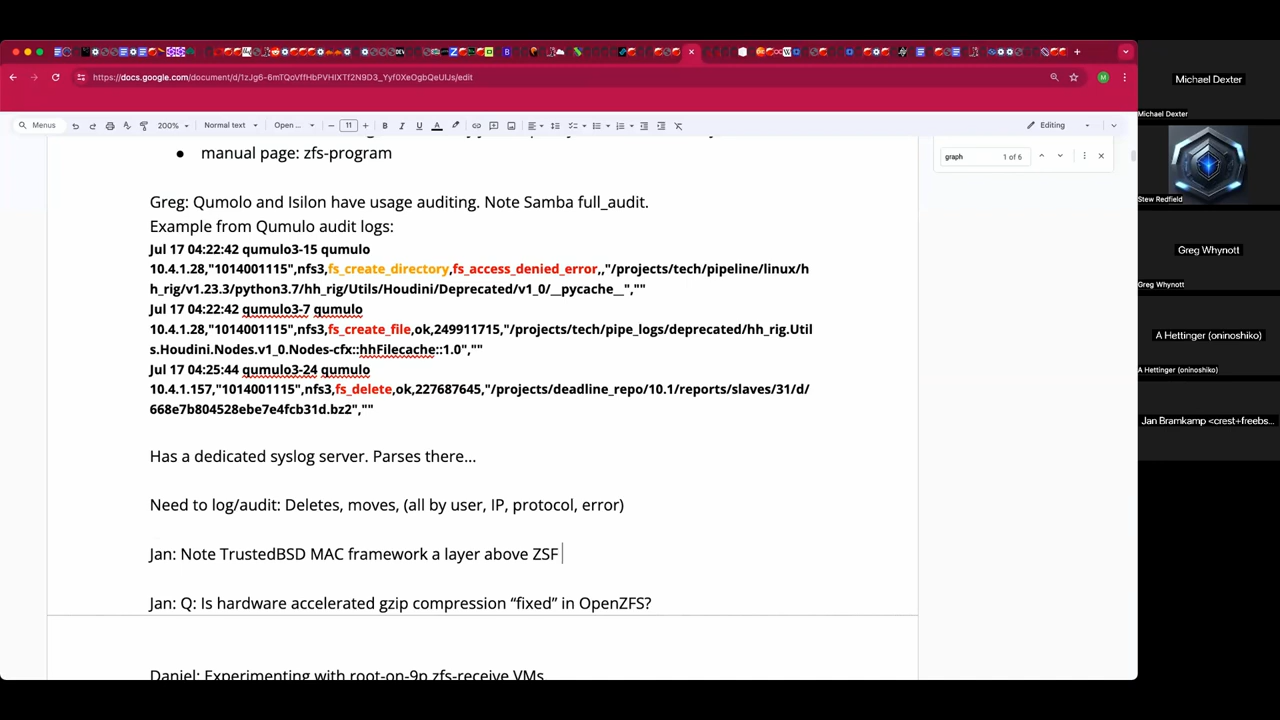 https://docs.google.com/document/d/1zJg6-6mTQoVffHbPVHIXTf2N9D3_Yyf0XeOgbQeUIJs/edit
M
Menus
200%
Normal text
Open ...
11
Editing
manual page: zfs-program
graph
1 of 6
Greg: Qumolo and Isilon have usage auditing. Note Samba full_audit.
Example from Qumulo audit logs:
Jul 17 04:22:42 qumulo3-15 qumulo
10.4.1.28,"1014001115",nfs3,fs_create_directory,fs_access_denied_error,,"/projects/tech/pipeline/linux/h
h_rig/v1.23.3/python3.7/hh_rig/Utils/Houdini/Deprecated/v1_0/__pycache__",""
Jul 17 04:22:42 qumulo3-7 qumulo
10.4.1.28,"1014001115",nfs3,fs_create_file,ok,249911715,"/projects/tech/pipe_logs/deprecated/hh_rig.Util
s.Houdini.Nodes.v1_0.Nodes-cfx::hhFilecache::1.0",""
Jul 17 04:25:44 qumulo3-24 qumulo
10.4.1.157,"1014001115",nfs3,fs_delete,ok,227687645,"/projects/deadline_repo/10.1/reports/slaves/31/d/
668e7b804528ebe7e4fcb31d.bz2",""
Has a dedicated syslog server. Parses there...
Need to log/audit: Deletes, moves, (all by user, IP, protocol, error)
Jan: Note TrustedBSD MAC framework a layer above ZSF
Jan: Q: Is hardware accelerated gzip compression “fixed” in OpenZFS?
Daniel: Experimenting with root-on-9p zfs-receive VMs
Michael Dexter
Michael Dexter
Stew Redfield
Greg Whynott
Greg Whynott
A Hettinger (oninoshiko)
A Hettinger (oninoshiko)
Jan Bramkamp <crest+freebs...